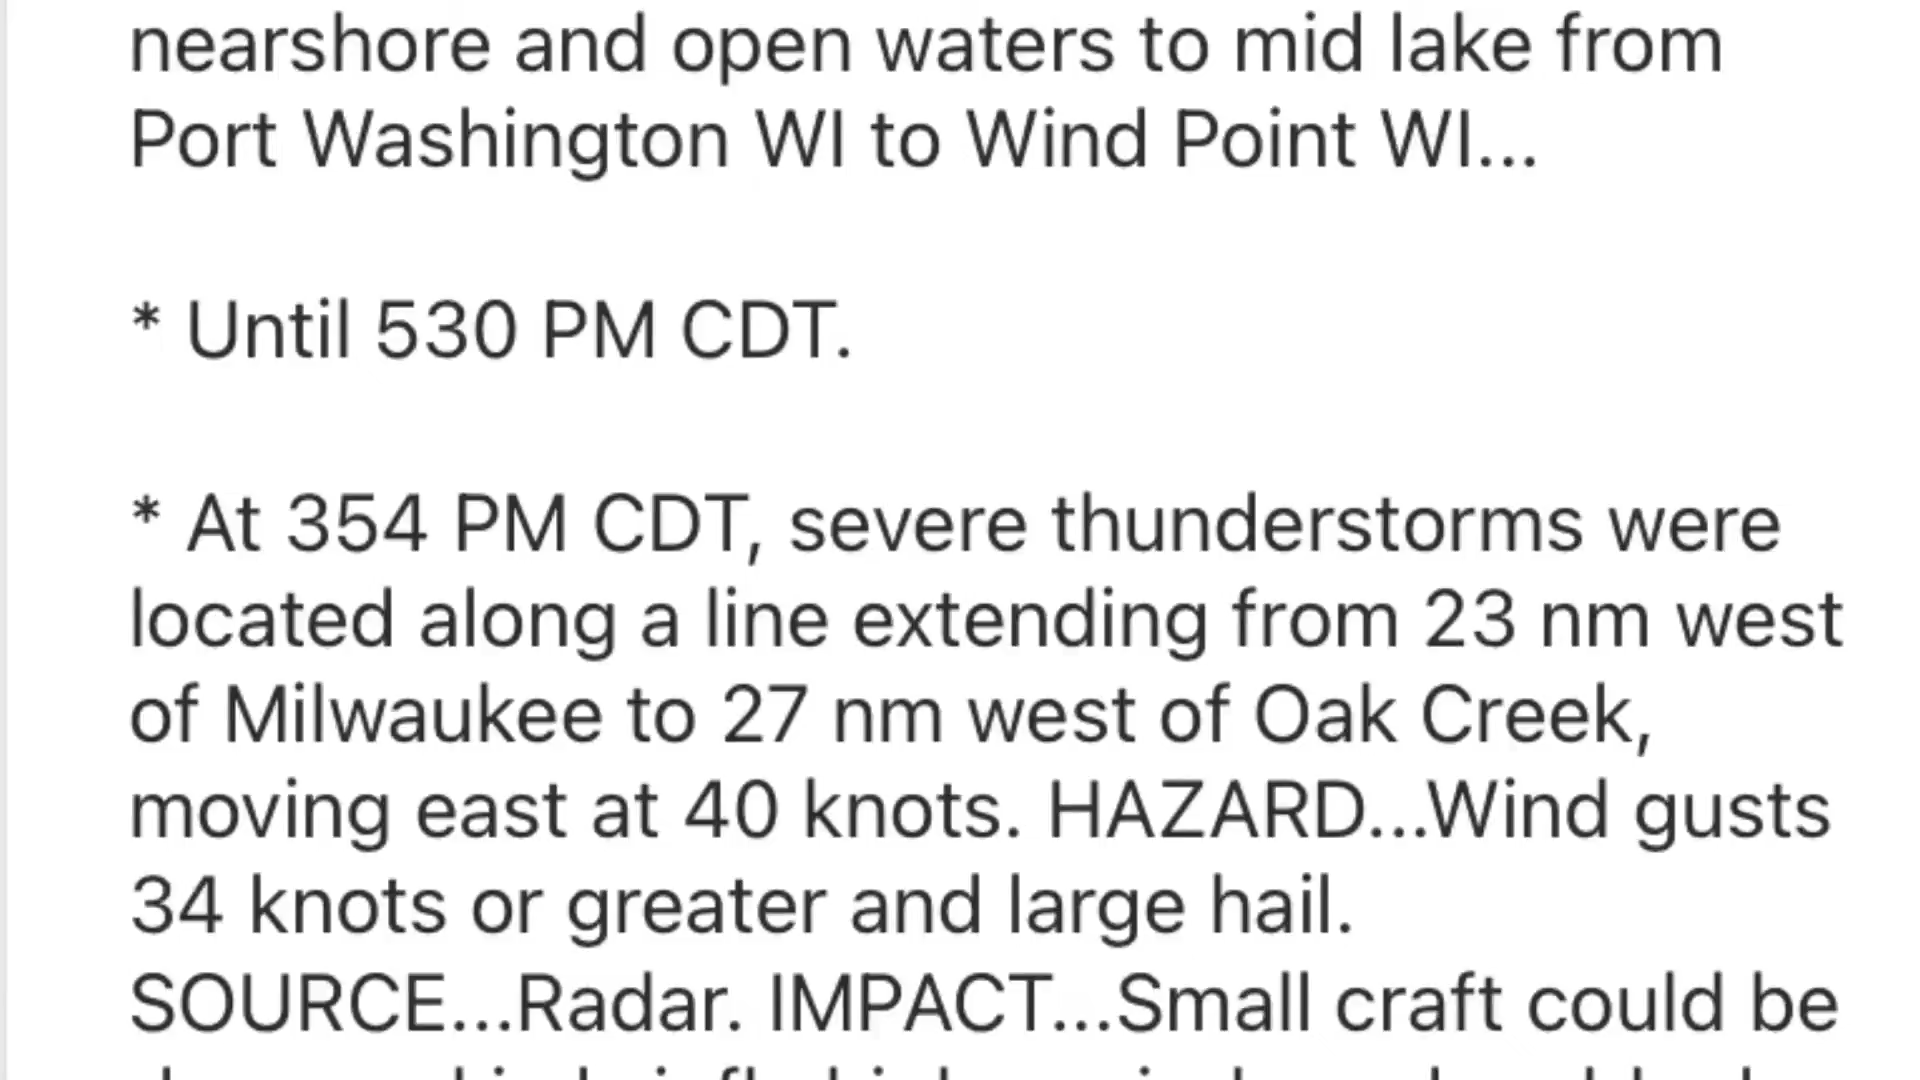 nearshore and open waters to mid lake from
Port Washington WI to Wind Point WI...
* Until 530 PM CDT.
* At 354 PM CDT, severe thunderstorms were
located along a line extending from 23 nm west
of Milwaukee to 27 nm west of Oak Creek,
moving east at 40 knots. HAZARD...Wind gusts
34 knots or greater and large hail.
SOURCE...Radar. IMPACT...Small craft could be